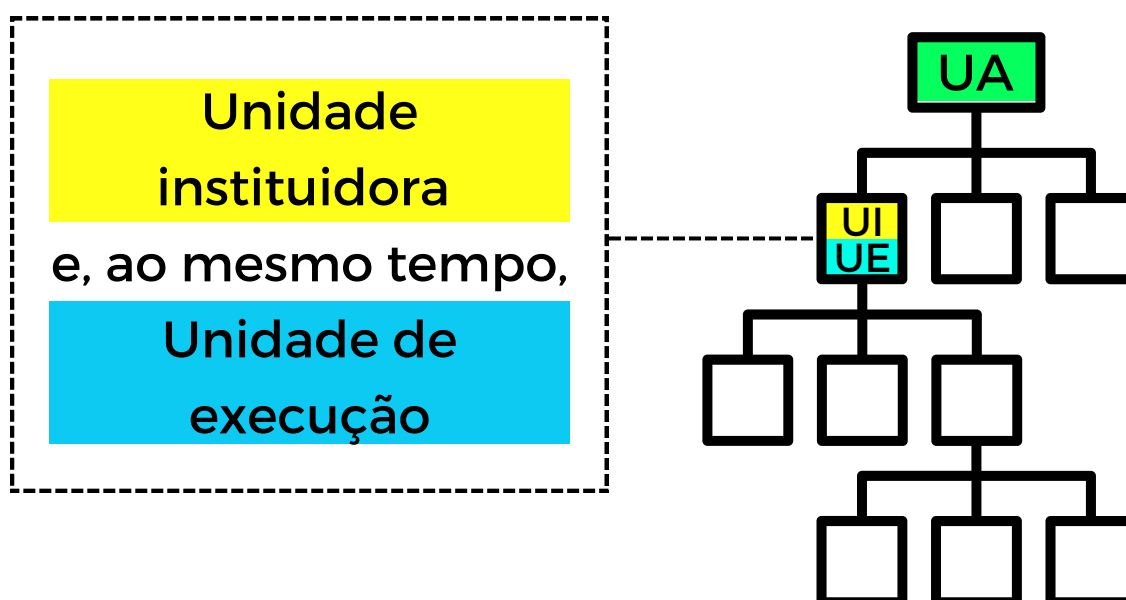 Unidade
instituidora
e, ao mesmo tempo,
Unidade de
execução
UA
UI
UE